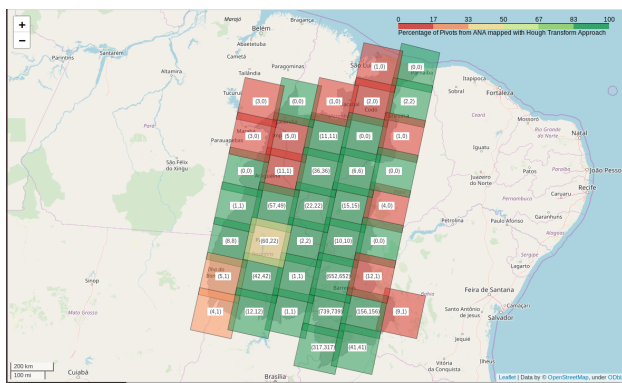 +
−
0 17 33 50 67 83 100
Percentage of Pivots from ANA mapped with Hough Transform Approach
Marajó
Bragança
Belém
Abaetetuba
Cametá
Parintins
Santarém
Altamira
Tailândia
Paragominas
Tucuruí
Itapipoca
Sobral
Fortaleza
Ceará
Mossoró
Rio Grande
do Norte
Natal
Pará
Parauapebas
São Félix
do Xingu
Iguatu
Juazeiro
do Norte
Patos
Paraíba
João Pesso
Caruaru
Recife
Pernambuco
Garanhuns
Petrolina
Paulo Afonso
Alagoas
Sergipe
Lagarto
Feira de Santana
Camaçari
Santo Antônio
de Jesus
Salvador
Bahia
Jequié
Ilhéus
Vitória
da Conquista
Sinop
Mato Grosso
Cuiabá
Brasília
(1,0) (0,0)
(3,0) (0,0) (1,0) (2,0) (2,2)
(3,0) (5,0) (11,11) (0,0) (1,0)
(0,0) (11,1) (36,36) (6,6) (0,0)
(1,1) (57,49) (22,22) (15,15) (4,0)
(8,8) (60,22) (2,2) (10,10) (0,0)
(5,1) (42,42) (1,1) (652,652) (12,1)
(4,1) (12,12) (1,1) (739,739) (156,156) (9,1)
(317,317) (41,41)
200 km
100 mi
Leaflet | Data by © OpenStreetMap, under ODbL